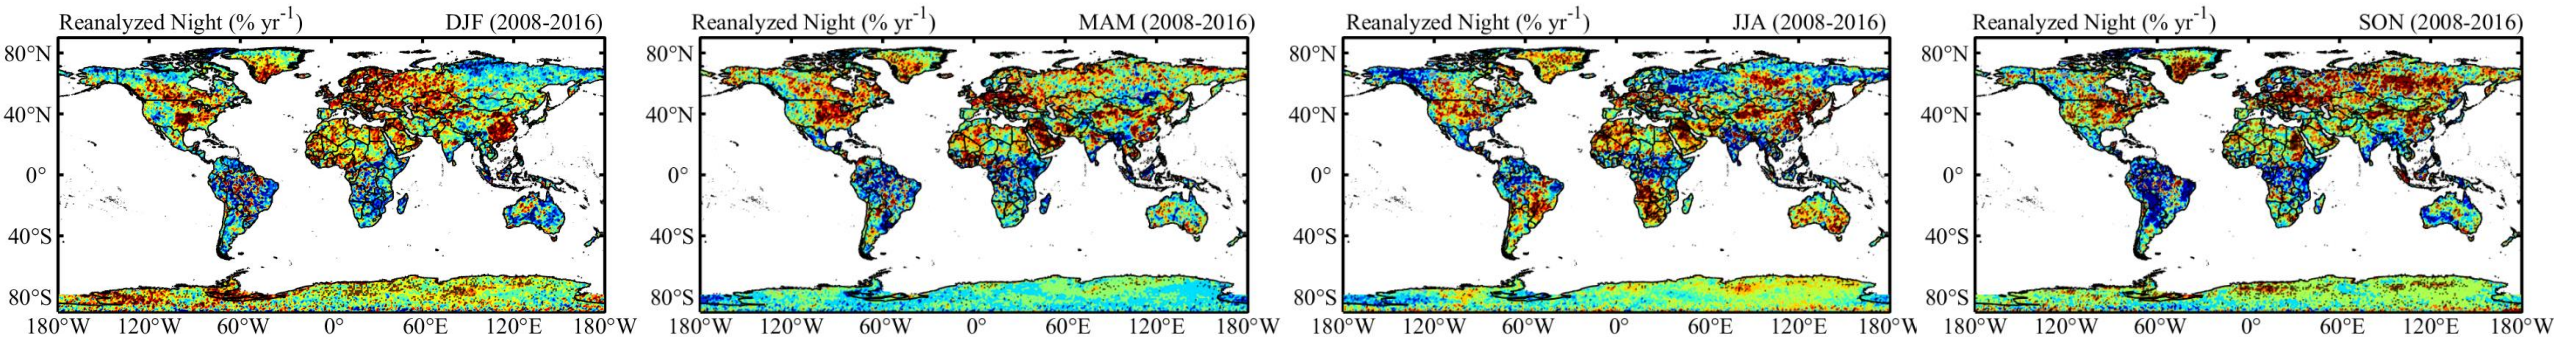 Reanalyzed Night (% yr-1) DJF (2008-2016)
80°N
40°N
0°
40°S
80°S
180°W 120°W 60°W 0° 60°E 120°E 180°W
Reanalyzed Night (% yr-1) MAM (2008-2016)
80°N
40°N
0°
40°S
80°S
180°W 120°W 60°W 0° 60°E 120°E 180°W
Reanalyzed Night (% yr-1) JJA (2008-2016)
80°N
40°N
0°
40°S
80°S
180°W 120°W 60°W 0° 60°E 120°E 180°W
Reanalyzed Night (% yr-1) SON (2008-2016)
80°N
40°N
0°
40°S
80°S
180°W 120°W 60°W 0° 60°E 120°E 180°W